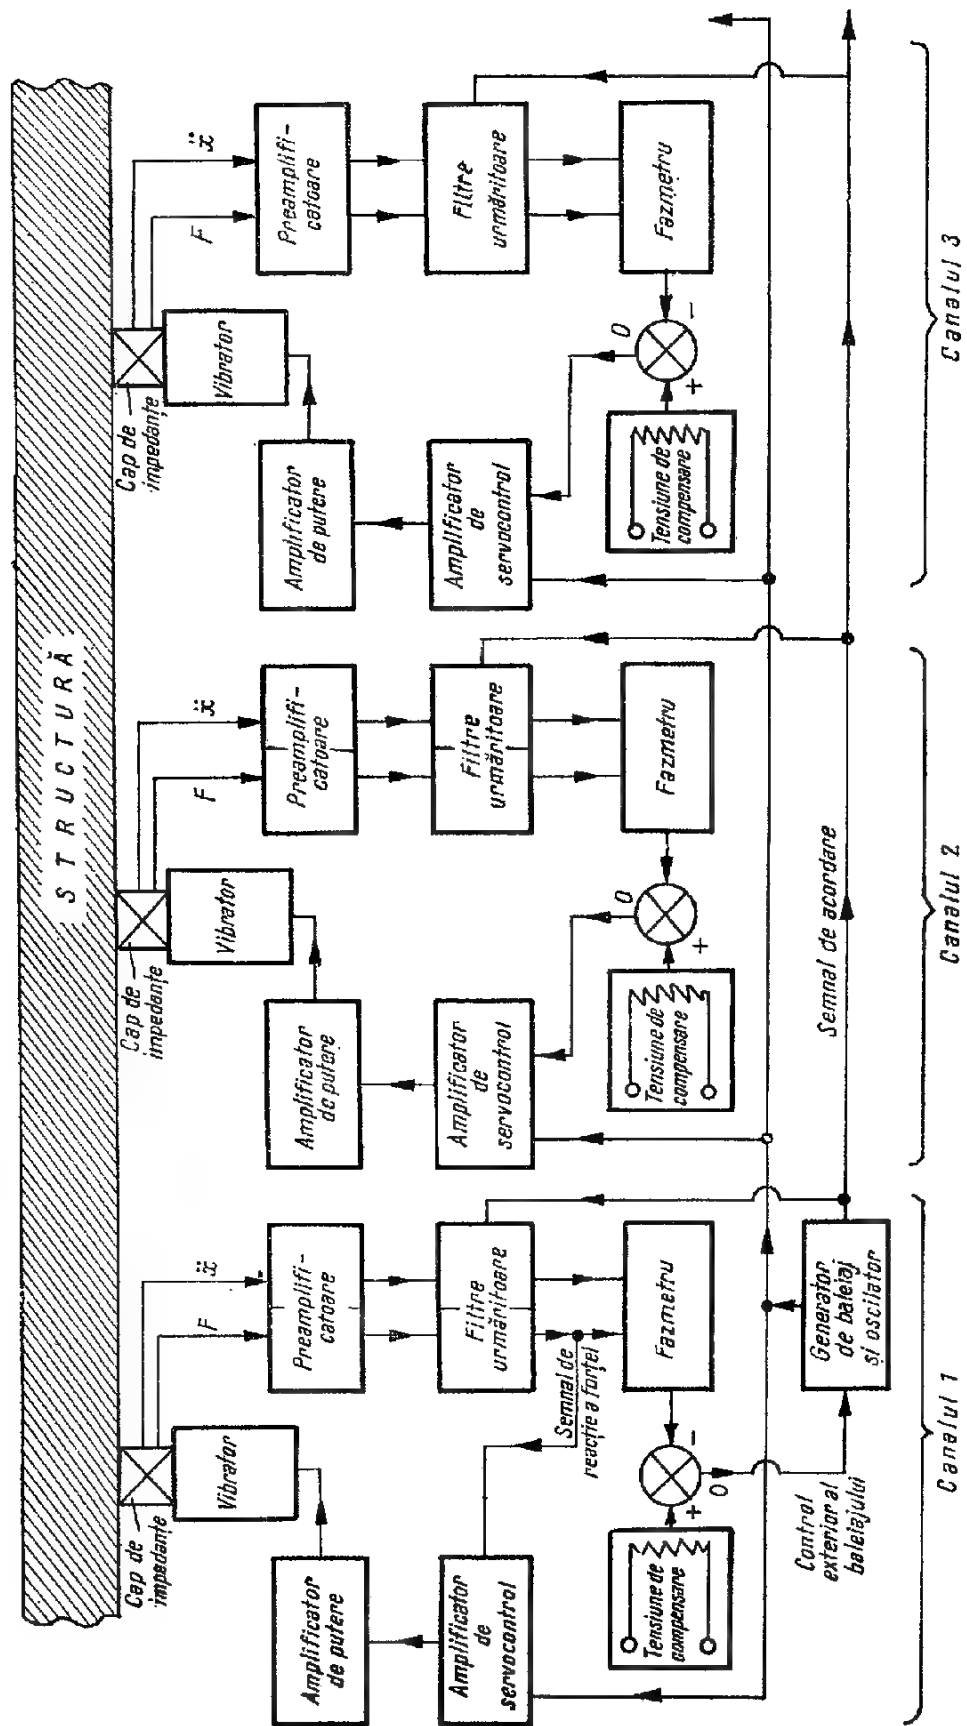 STRUCTURĂ
Cap de
impedanțe
Vibrator
F
ẍ
Preamplifi-
catoare
Filtre
urmăritoare
Fazmetru
Amplificator
de putere
Amplificator
de
servocontrol
Semnal de
reacție a forței
Tensiune de
compensare
+
−
0
Control
exterior al
baleiajului
Generator
de baleiaj
și oscilator
Canalul 1
Cap de
impedanțe
Vibrator
F
ẍ
Preamplifi-
catoare
Filtre
urmăritoare
Fazmetru
Amplificator
de putere
Amplificator
de
servocontrol
Tensiune de
compensare
+
0
Semnal de acordare
Canalul 2
Cap de
impedanțe
Vibrator
F
ẍ
Preamplifi-
catoare
Filtre
urmăritoare
Fazmetru
Amplificator
de putere
Amplificator
de
servocontrol
Tensiune de
compensare
+
−
0
Canalul 3